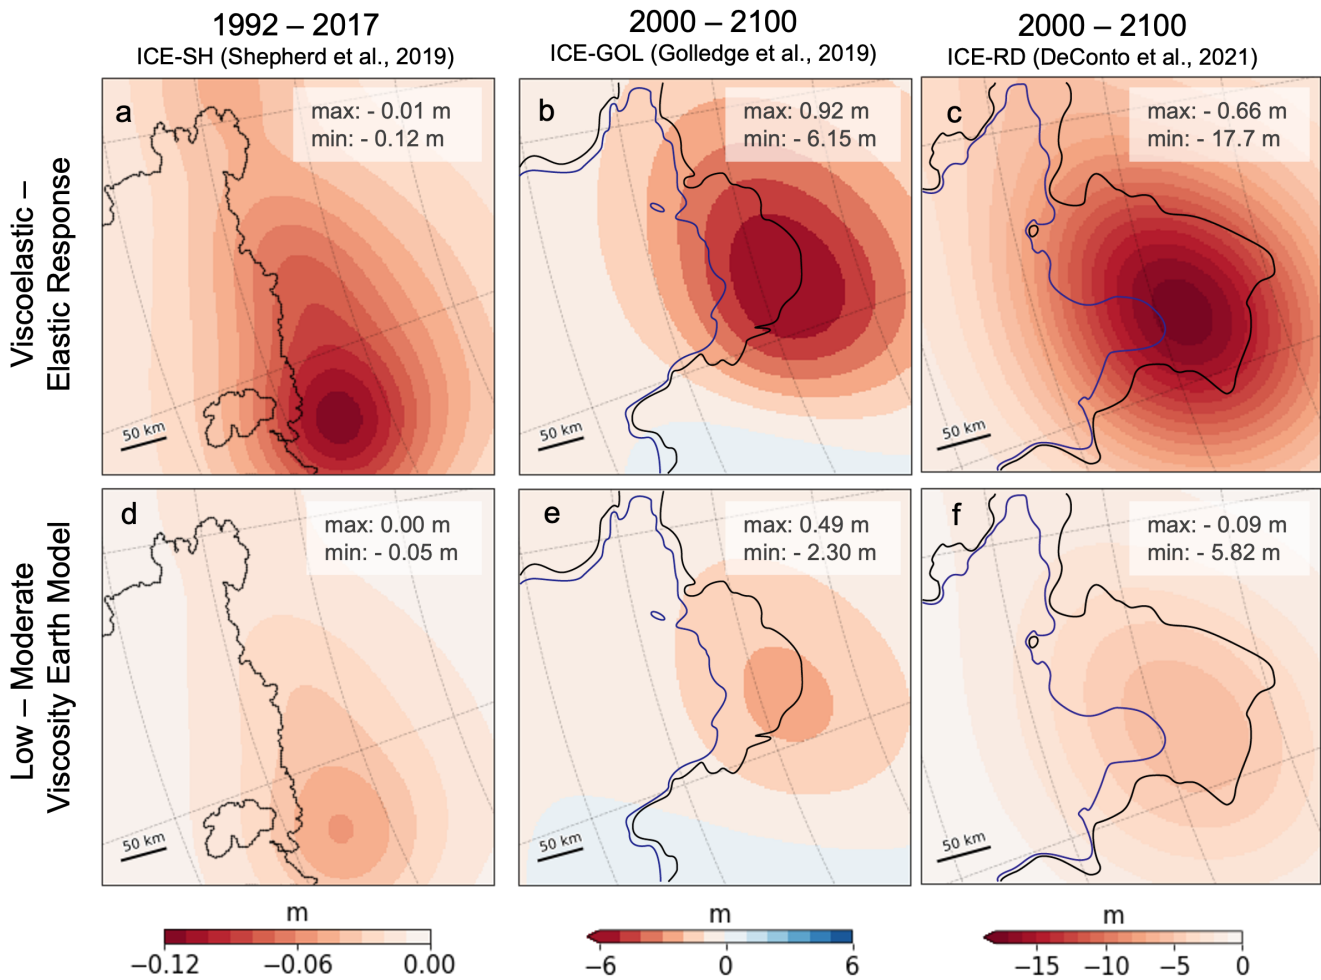 1992 – 2017
ICE-SH (Shepherd et al., 2019)
2000 – 2100
ICE-GOL (Golledge et al., 2019)
2000 – 2100
ICE-RD (DeConto et al., 2021)
Viscoelastic –
Elastic Response
a
max: - 0.01 m
min: - 0.12 m
50 km
b
max: 0.92 m
min: - 6.15 m
50 km
c
max: - 0.66 m
min: - 17.7 m
50 km
Low – Moderate
Viscosity Earth Model
d
max: 0.00 m
min: - 0.05 m
50 km
e
max: 0.49 m
min: - 2.30 m
50 km
f
max: - 0.09 m
min: - 5.82 m
50 km
m
−0.12 −0.06 0.00
m
−6 0 6
m
−15 −10 −5 0